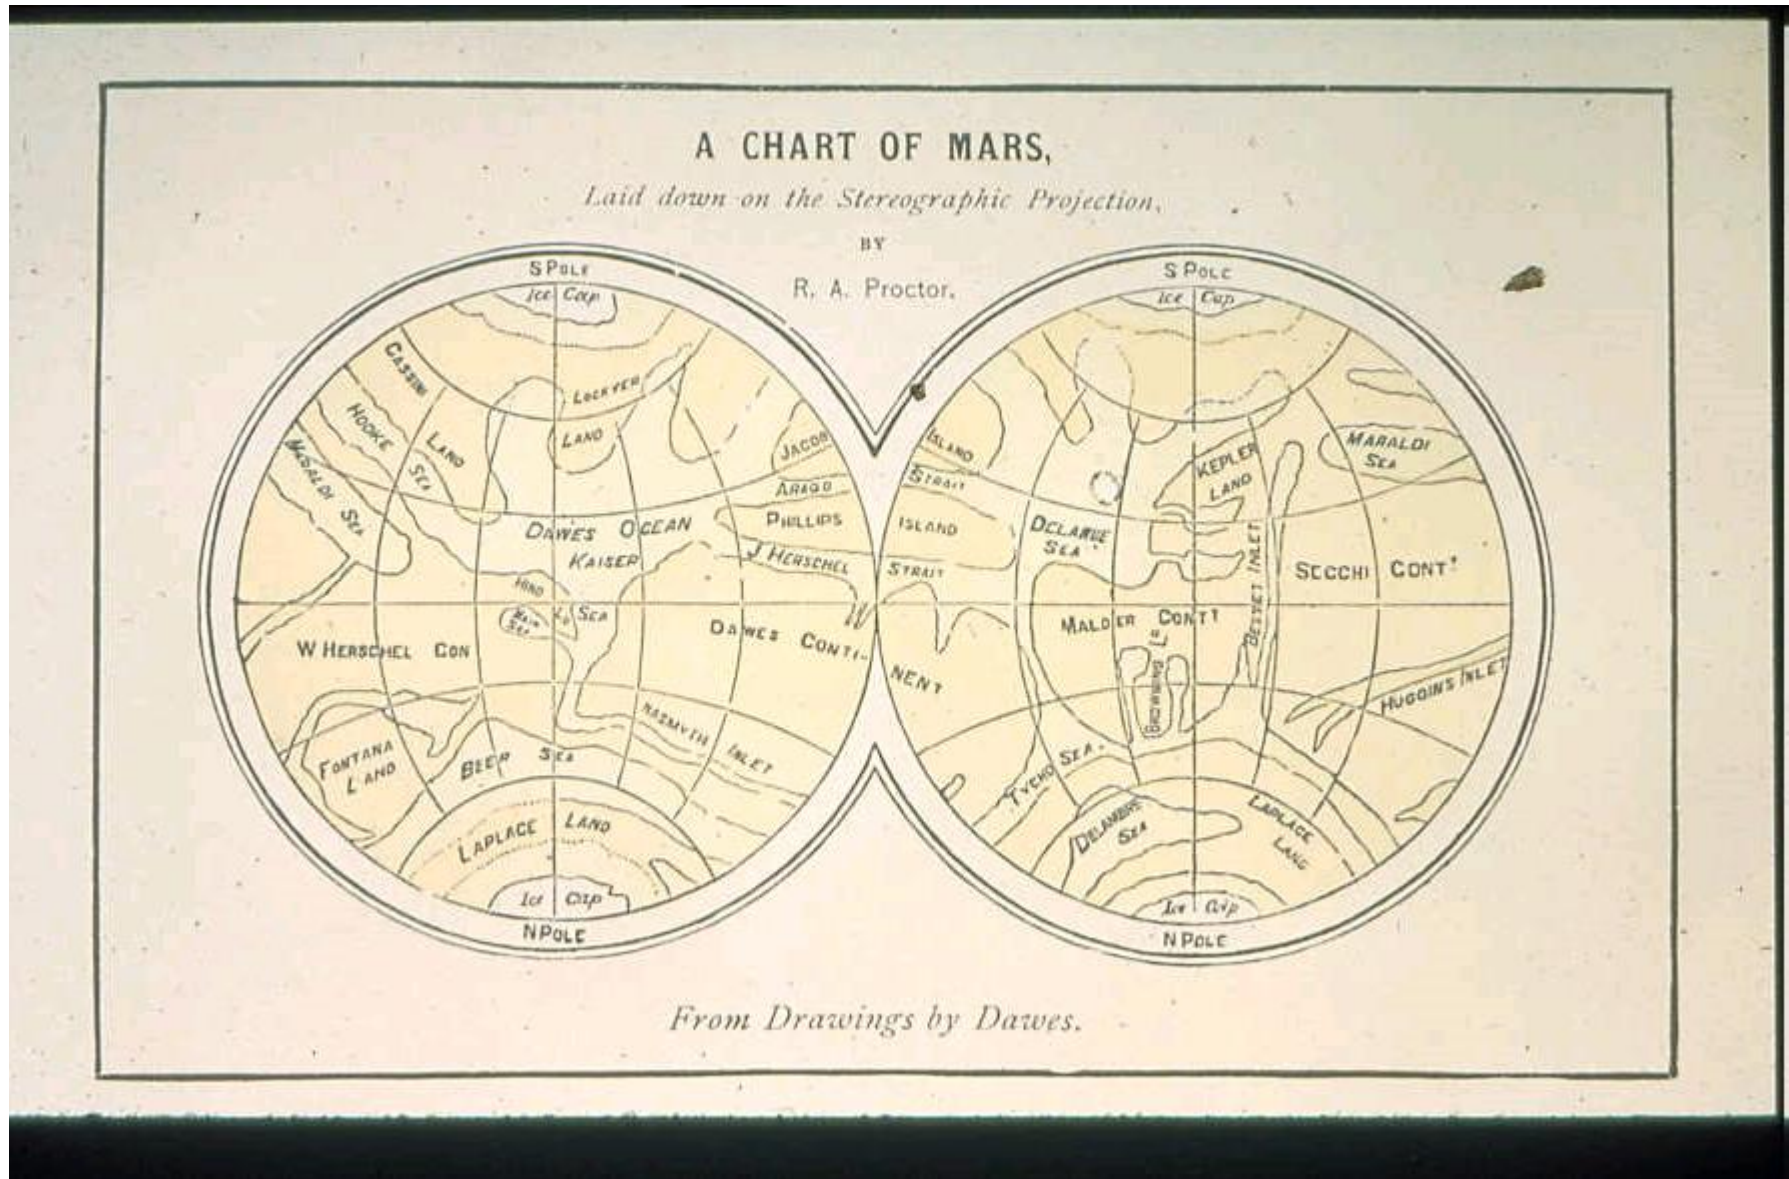 A CHART OF MARS,
Laid down on the Stereographic Projection,
BY
R. A. Proctor.
S POLE
Ice Cap
CASSINI
LAND
HOOKE
SEA
MARALDI SEA
LOCKYER
LAND
JACOB
ARAGO
PHILLIPS
DAWES OCEAN
KAISER
SEA
J HERSCHEL
HIND
MAIN
SEA
W HERSCHEL CON
DAWES CONTI-
NASMYTH INLET
FONTANA
LAND
BEER SEA
LAPLACE LAND
Ice Cap
N POLE
S POLE
Ice Cap
ISLAND
STRAIT
ISLAND
STRAIT
DELARUE
SEA
KEPLER
LAND
MARALDI
SEA
BESSEL INLET
SECCHI CONT^T
MALDER CONT^T
NENT
HUGGINS INLET
TYCHO SEA.
DELAMBRE
SEA
LAPLACE
LAND
Ice Cap
N POLE
From Drawings by Dawes.